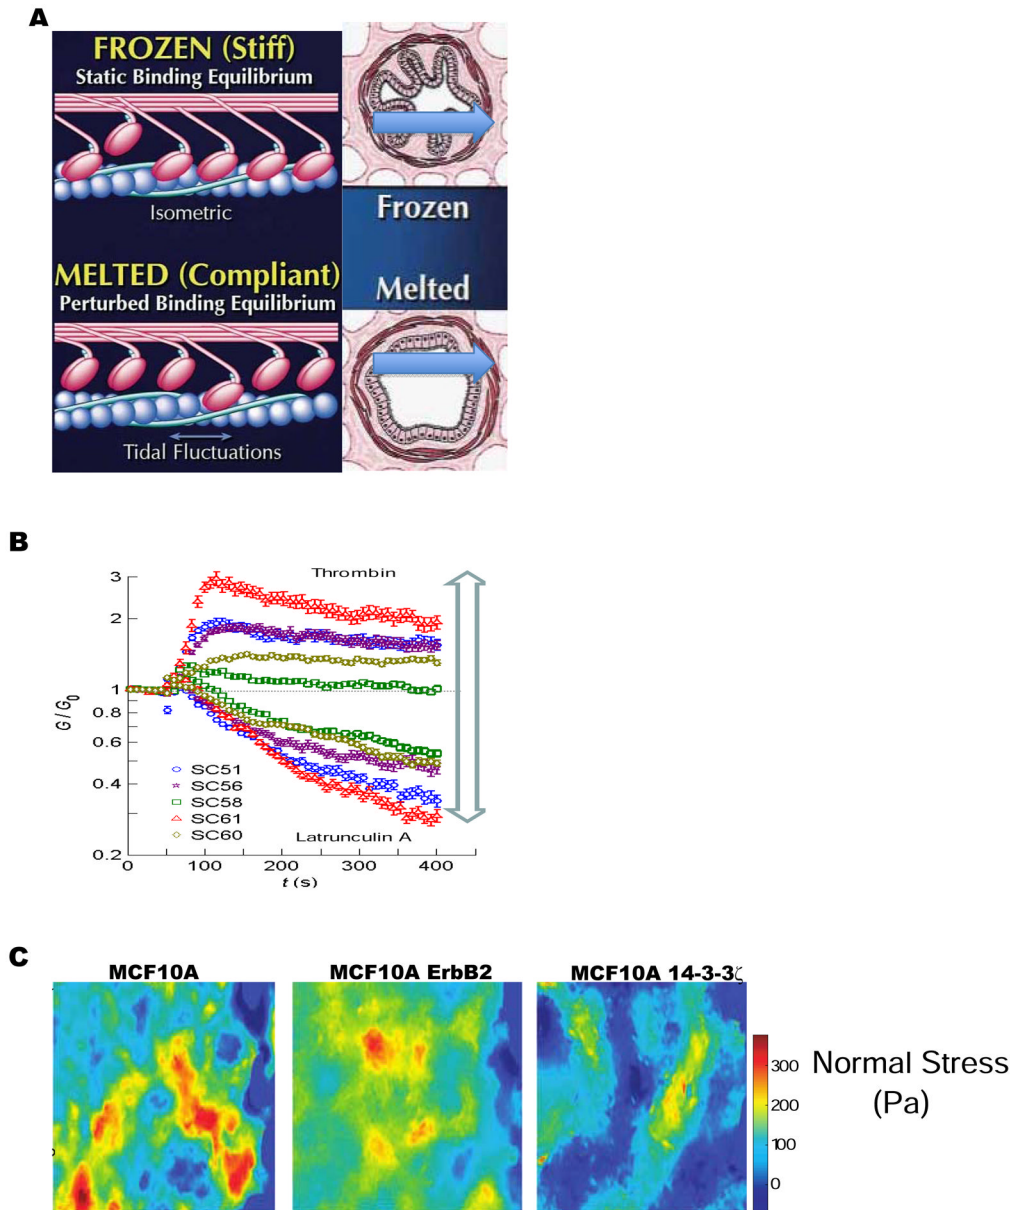 A
FROZEN (Stiff)
Static Binding Equilibrium
Isometric
Frozen
MELTED (Compliant)
Perturbed Binding Equilibrium
Melted
Tidal Fluctuations
B
Thrombin
3
2
1
0.8
0.6
0.4
0.2
G / G0
SC51
SC56
SC58
SC61
SC60
Latrunculin A
0 100 200 300 400
t (s)
C
MCF10A
MCF10A ErbB2
MCF10A 14-3-3ζ
300
200
100
0
Normal Stress
(Pa)